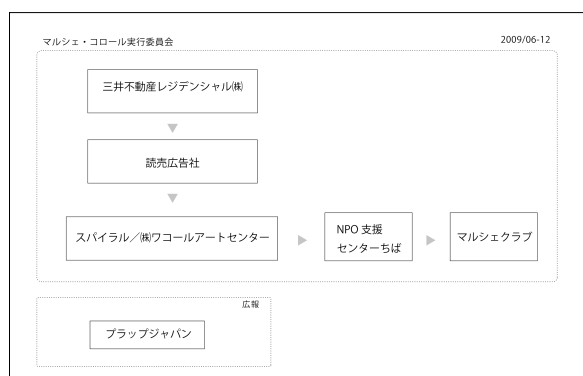 マルシェ・コロール実行委員会
2009/06-12
三井不動産レジデンシャル㈱
読売広告社
スパイラル／㈱ワコールアートセンター
NPO 支援
センターちば
マルシェクラブ
広報
プラップジャパン